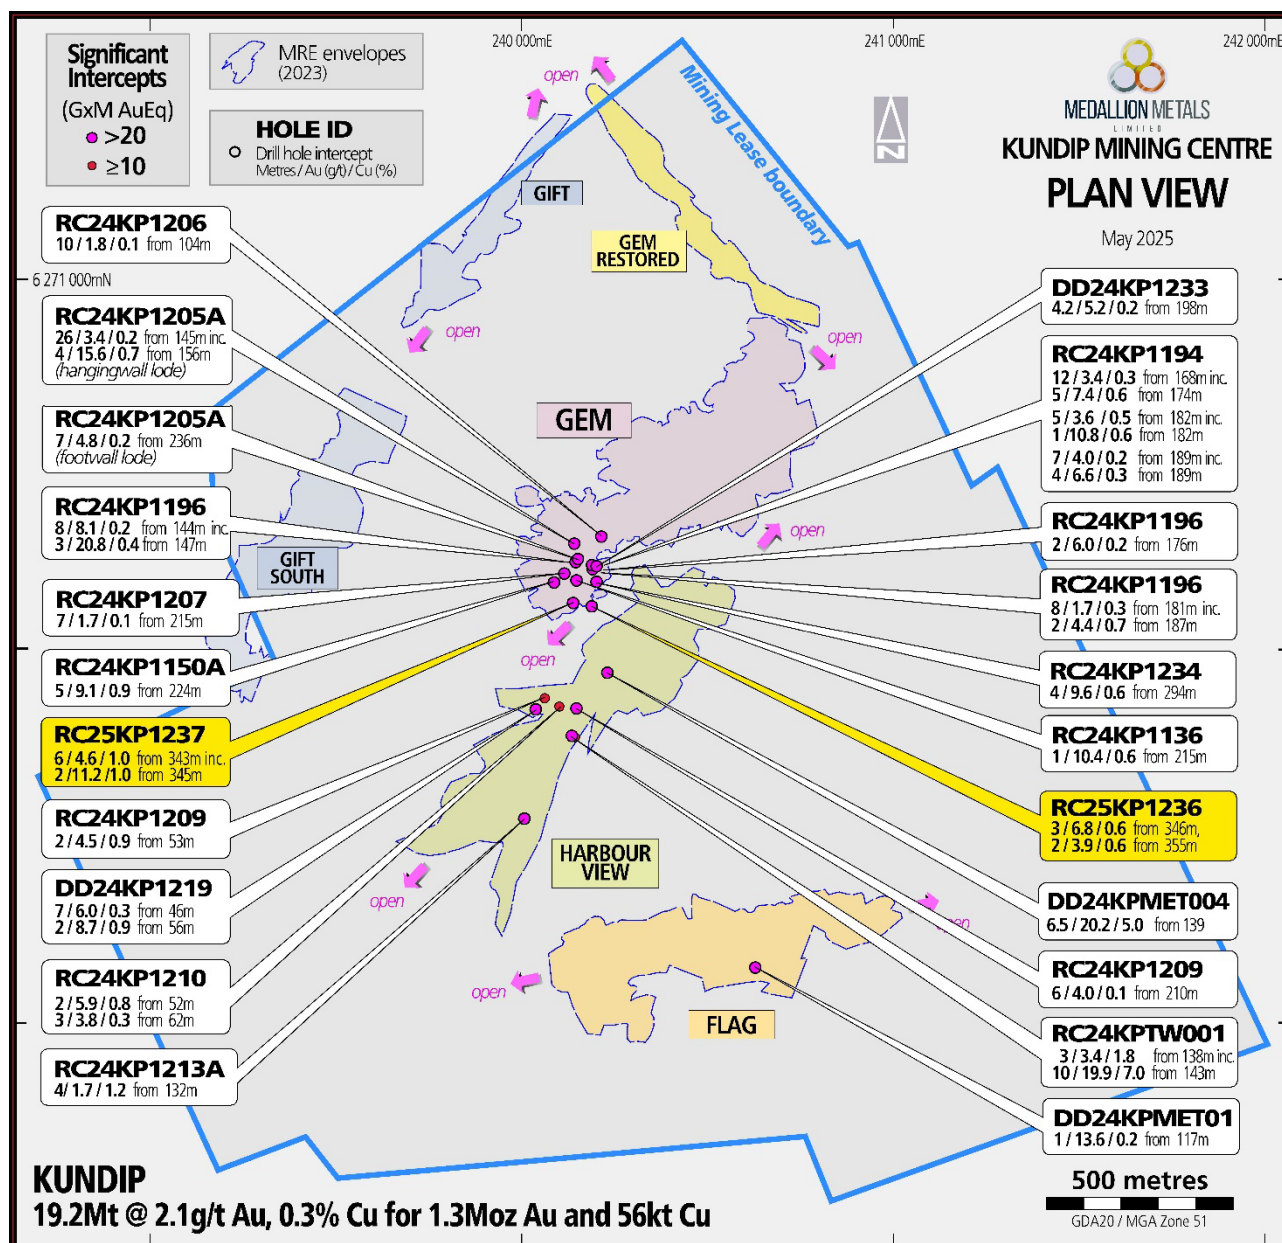 240 000mE
241 000mE
242 000mE
Significant
Intercepts
(GxM AuEq)
>20
≥10
MRE envelopes
(2023)
HOLE ID
Drill hole intercept
Metres / Au (g/t) / Cu (%)
open
Mining Lease boundary
N
MEDALLION METALS
LIMITED
KUNDIP MINING CENTRE
PLAN VIEW
May 2025
GIFT
GEM
RESTORED
6 271 000mN
open
open
GEM
open
GIFT
SOUTH
open
HARBOUR
VIEW
open
open
open
FLAG
RC24KP1206
10 / 1.8 / 0.1 from 104m
RC24KP1205A
26 / 3.4 / 0.2 from 145m inc.
4 / 15.6 / 0.7 from 156m
(hangingwall lode)
RC24KP1205A
7 / 4.8 / 0.2 from 236m
(footwall lode)
RC24KP1196
8 / 8.1 / 0.2 from 144m inc.
3 / 20.8 / 0.4 from 147m
RC24KP1207
7 / 1.7 / 0.1 from 215m
RC24KP1150A
5 / 9.1 / 0.9 from 224m
RC25KP1237
6 / 4.6 / 1.0 from 343m inc.
2 /11.2 /1.0 from 345m
RC24KP1209
2 / 4.5 / 0.9 from 53m
DD24KP1219
7 / 6.0 / 0.3 from 46m
2 / 8.7 / 0.9 from 56m
RC24KP1210
2 / 5.9 / 0.8 from 52m
3 / 3.8 / 0.3 from 62m
RC24KP1213A
4/ 1.7 / 1.2 from 132m
DD24KP1233
4.2 / 5.2 / 0.2 from 198m
RC24KP1194
12 / 3.4 / 0.3 from 168m inc.
5 / 7.4 / 0.6 from 174m
5 / 3.6 / 0.5 from 182m inc.
1 /10.8 / 0.6 from 182m
7 / 4.0 / 0.2 from 189m inc.
4 / 6.6 / 0.3 from 189m
RC24KP1196
2 / 6.0 / 0.2 from 176m
RC24KP1196
8 / 1.7 / 0.3 from 181m inc.
2 / 4.4 / 0.7 from 187m
RC24KP1234
4 / 9.6 / 0.6 from 294m
RC24KP1136
1 / 10.4 / 0.6 from 215m
RC25KP1236
3 / 6.8 / 0.6 from 346m,
2 / 3.9 / 0.6 from 355m
DD24KPMET004
6.5 / 20.2 / 5.0 from 139
RC24KP1209
6 / 4.0 / 0.1 from 210m
RC24KPTW001
3 / 3.4 / 1.8 from 138m inc.
10 / 19.9 / 7.0 from 143m
DD24KPMET01
1 / 13.6 / 0.2 from 117m
KUNDIP
19.2Mt @ 2.1g/t Au, 0.3% Cu for 1.3Moz Au and 56kt Cu
500 metres
GDA20 / MGA Zone 51